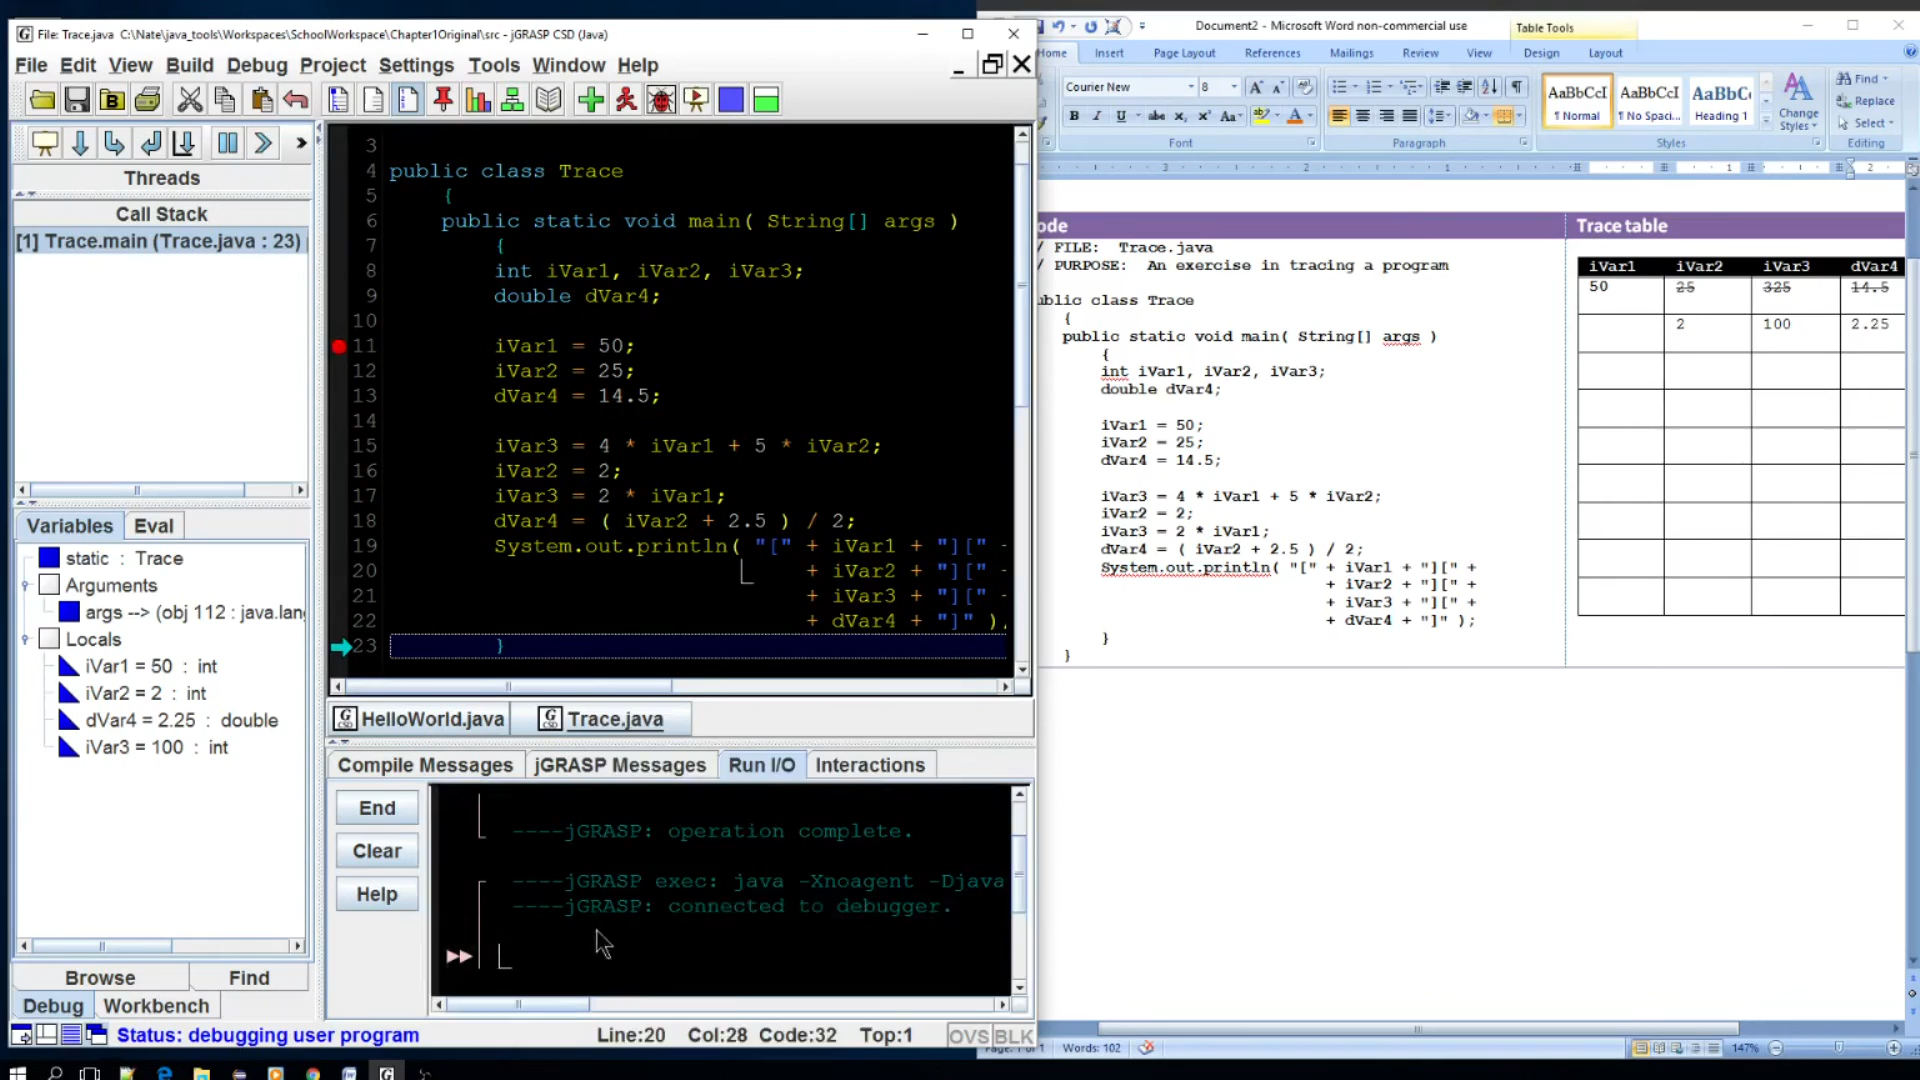 File: Trace.java  C:\Nate\java_tools\Workspaces\SchoolWorkspace\Chapter1Original\src - jGRASP CSD (Java)
File Edit View Build Debug Project Settings Tools Window Help
Threads
Call Stack
[1] Trace.main (Trace.java : 23)
Variables Eval
static : Trace
Arguments
args --> (obj 112 : java.lan
Locals
iVar1 = 50 : int
iVar2 = 2 : int
dVar4 = 2.25 : double
iVar3 = 100 : int
Browse Find
Debug Workbench
3
4 public class Trace
5 {
6 public static void main( String[] args )
7 {
8 int iVar1, iVar2, iVar3;
9 double dVar4;
10
11 iVar1 = 50;
12 iVar2 = 25;
13 dVar4 = 14.5;
14
15 iVar3 = 4 * iVar1 + 5 * iVar2;
16 iVar2 = 2;
17 iVar3 = 2 * iVar1;
18 dVar4 = ( iVar2 + 2.5 ) / 2;
19 System.out.println( "[" + iVar1 + "]["
20 + iVar2 + "]["
21 + iVar3 + "]["
22 + dVar4 + "]" )
23 }
HelloWorld.java Trace.java
Compile Messages jGRASP Messages Run I/O Interactions
End
Clear
Help
----jGRASP: operation complete.
----jGRASP exec: java -Xnoagent -Djava
----jGRASP: connected to debugger.
Status: debugging user program Line:20 Col:28 Code:32 Top:1 OVS BLK
Document2 - Microsoft Word non-commercial use Table Tools
Home Insert Page Layout References Mailings Review View Design Layout
Courier New 8
Font Paragraph
AaBbCcI AaBbCcI AaBbC
¶ Normal ¶ No Spaci... Heading 1
Change Styles
Styles
Find
Replace
Select
Editing
ode Trace table
/ FILE: Trace.java
/ PURPOSE: An exercise in tracing a program
ublic class Trace
{
public static void main( String[] args )
{
int iVar1, iVar2, iVar3;
double dVar4;
iVar1 = 50;
iVar2 = 25;
dVar4 = 14.5;
iVar3 = 4 * iVar1 + 5 * iVar2;
iVar2 = 2;
iVar3 = 2 * iVar1;
dVar4 = ( iVar2 + 2.5 ) / 2;
System.out.println( "[" + iVar1 + "][" +
+ iVar2 + "][" +
+ iVar3 + "][" +
+ dVar4 + "]" );
}
}
iVar1 iVar2 iVar3 dVar4
50 25 325 14.5
2 100 2.25
Words: 102 147%